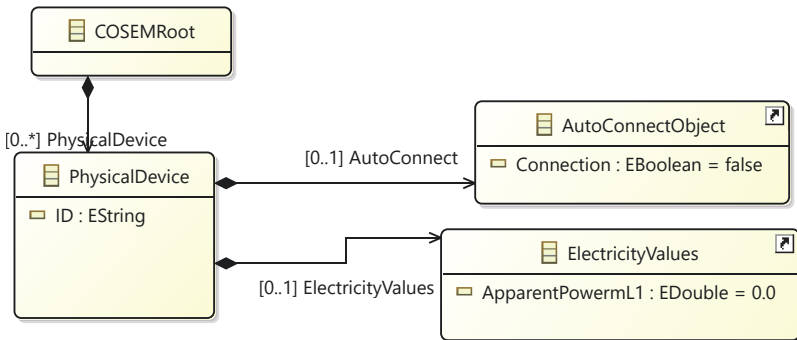 COSEMRoot
[0..*] PhysicalDevice
PhysicalDevice
ID : EString
[0..1] AutoConnect
AutoConnectObject
Connection : EBoolean = false
[0..1] ElectricityValues
ElectricityValues
ApparentPowermL1 : EDouble = 0.0